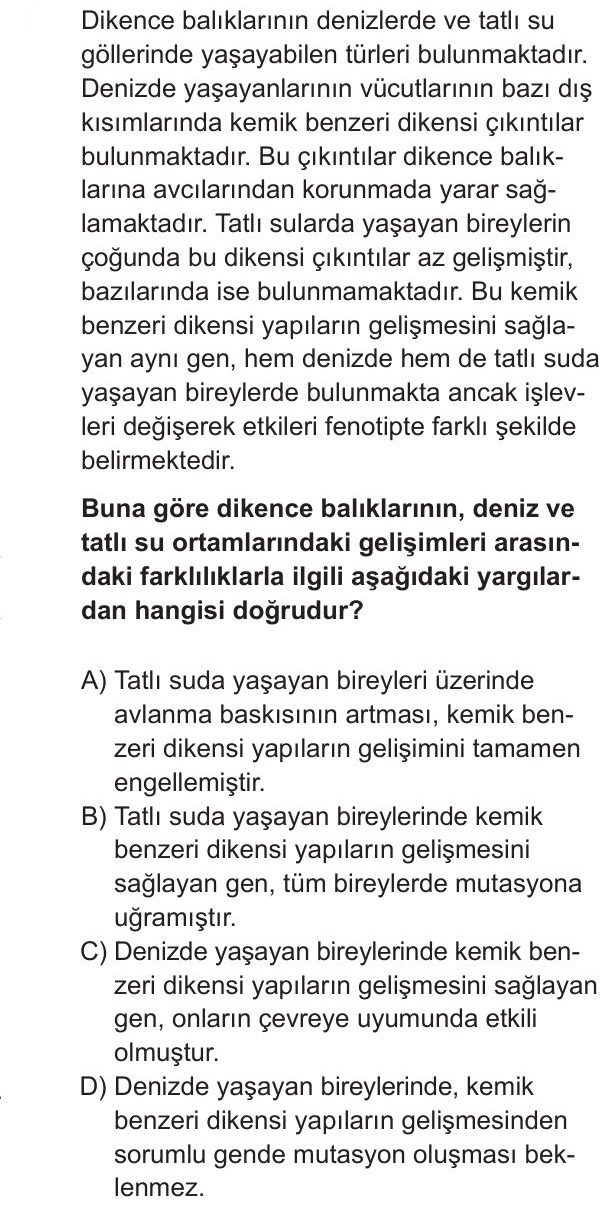 Dikence balıklarının denizlerde ve tatlı su
göllerinde yaşayabilen türleri bulunmaktadır.
Denizde yaşayanlarının vücutlarının bazı dış
kısımlarında kemik benzeri dikensi çıkıntılar
bulunmaktadır. Bu çıkıntılar dikence balık-
larına avcılarından korunmada yarar sağ-
lamaktadır. Tatlı sularda yaşayan bireylerin
çoğunda bu dikensi çıkıntılar az gelişmiştir,
bazılarında ise bulunmamaktadır. Bu kemik
benzeri dikensi yapıların gelişmesini sağla-
yan aynı gen, hem denizde hem de tatlı suda
yaşayan bireylerde bulunmakta ancak işlev-
leri değişerek etkileri fenotipte farklı şekilde
belirmektedir.
Buna göre dikence balıklarının, deniz ve
tatlı su ortamlarındaki gelişimleri arasın-
daki farklılıklarla ilgili aşağıdaki yargılar-
dan hangisi doğrudur?
A) Tatlı suda yaşayan bireyleri üzerinde
avlanma baskısının artması, kemik ben-
zeri dikensi yapıların gelişimini tamamen
engellemiştir.
B) Tatlı suda yaşayan bireylerinde kemik
benzeri dikensi yapıların gelişmesini
sağlayan gen, tüm bireylerde mutasyona
uğramıştır.
C) Denizde yaşayan bireylerinde kemik ben-
zeri dikensi yapıların gelişmesini sağlayan
gen, onların çevreye uyumunda etkili
olmuştur.
D) Denizde yaşayan bireylerinde, kemik
benzeri dikensi yapıların gelişmesinden
sorumlu gende mutasyon oluşması bek-
lenmez.